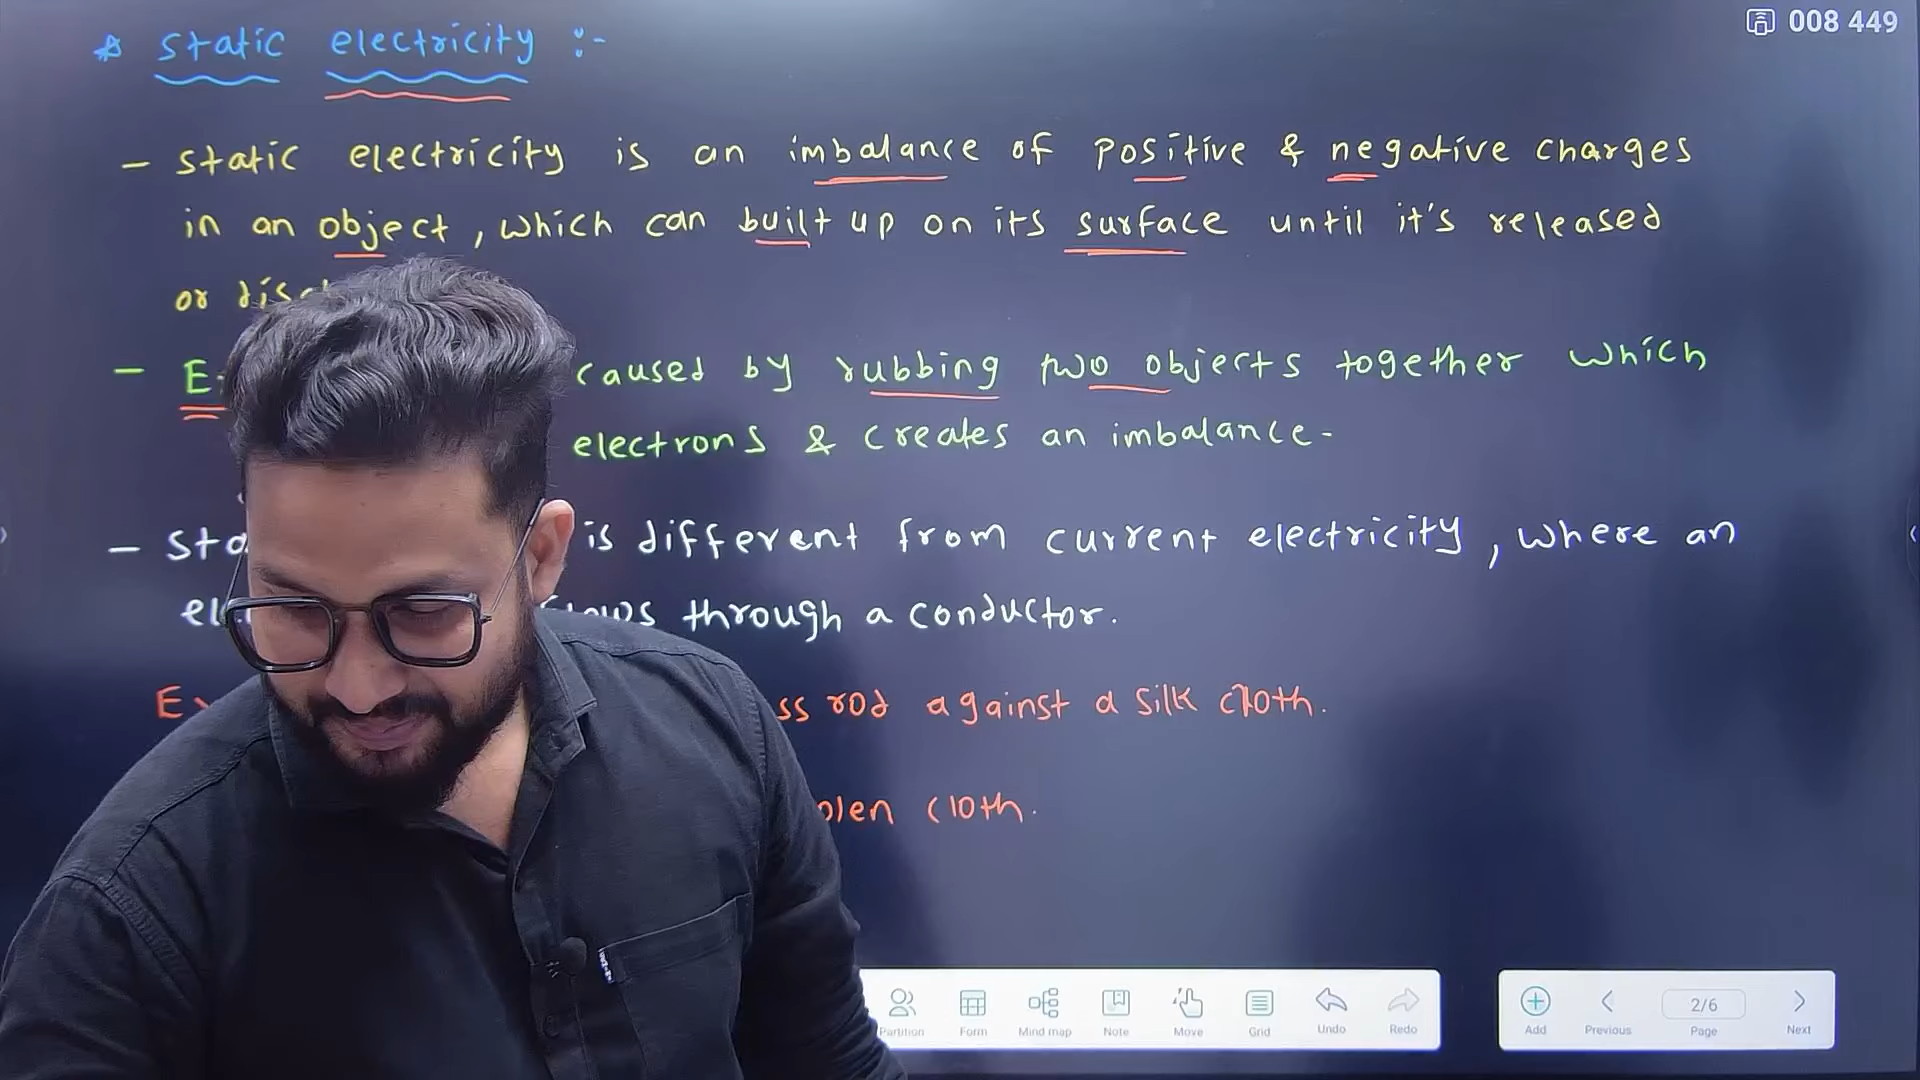 008 449
* static electricity :-
- static electricity is an imbalance of positive & negative charges
in an object, which can built up on its surface until it's released
or
- caused by rubbing two objects together which
electrons & creates an imbalance-
- is different from current electricity, where an
through a conductor.
rod against a silk cloth.
cloth.
Partition Form Mind map Note Move Grid Undo Redo Add Previous 2/6 Page Next